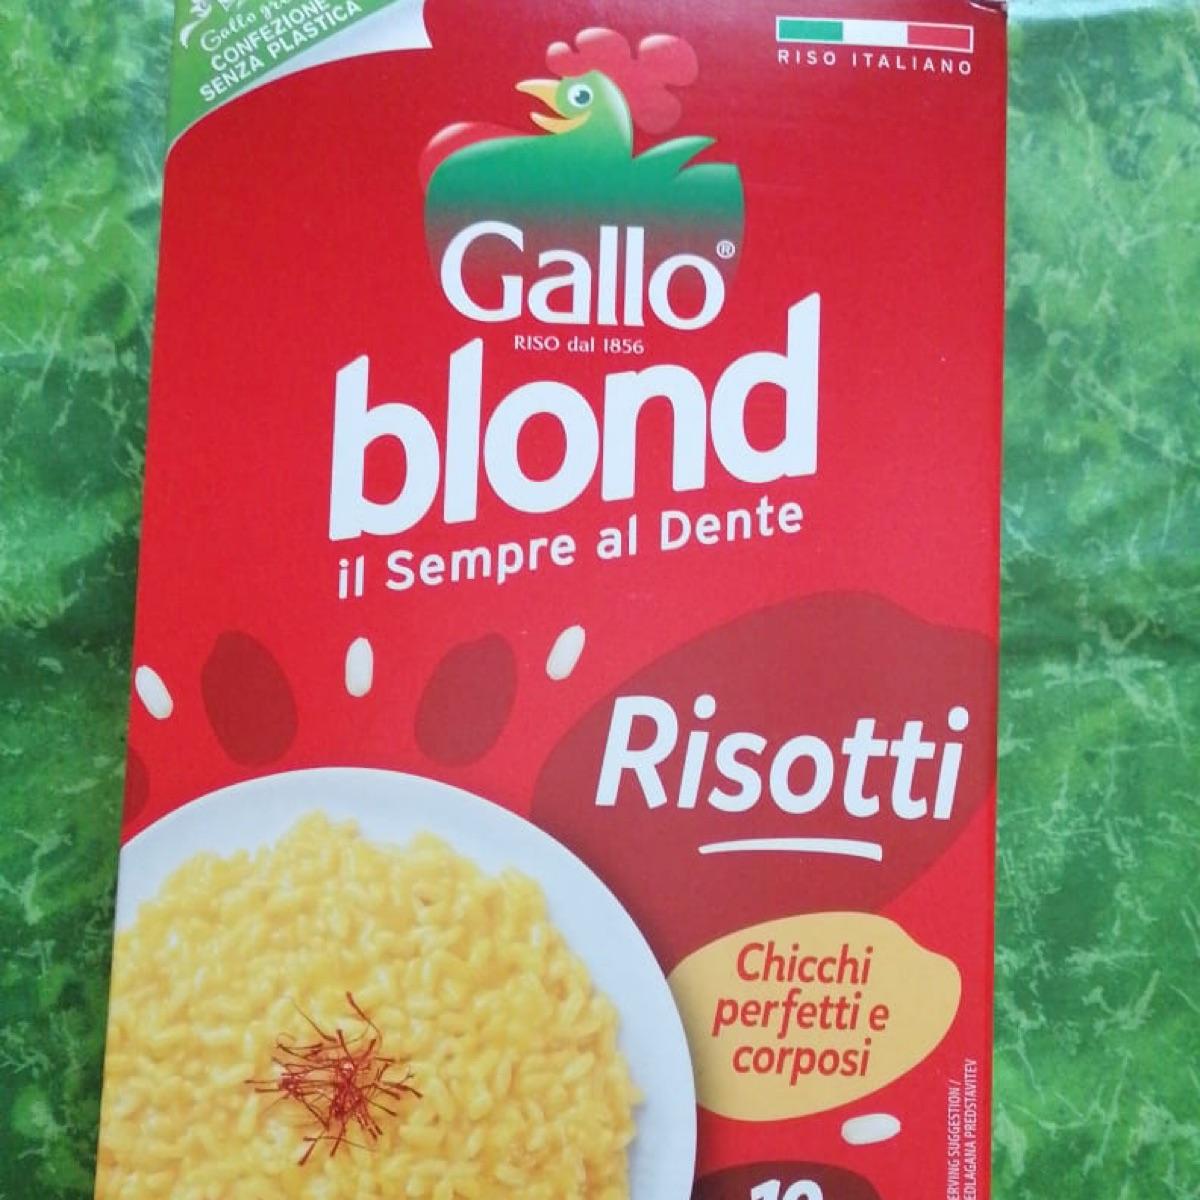 CONFEZIONE
SENZA PLASTICA
RISO ITALIANO
Gallo®
RISO dal 1856
blond
il Sempre al Dente
Risotti
Chicchi
perfetti e
corposi
SERVING SUGGESTION /
PREDSTAVITEV